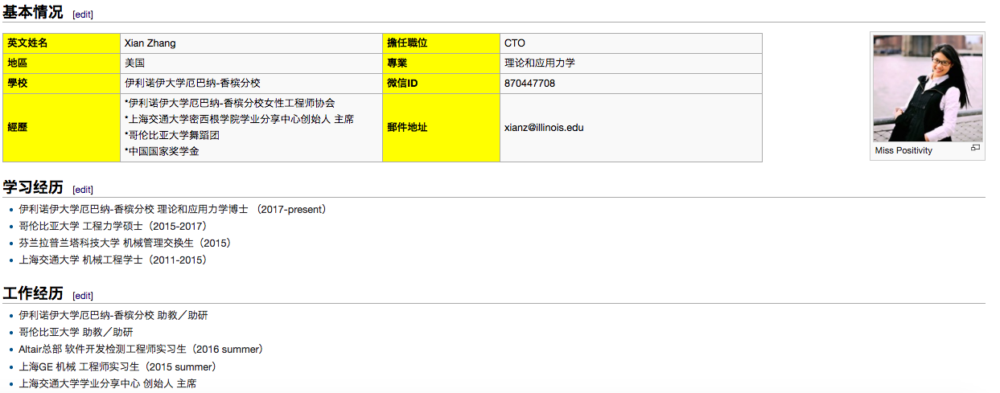 基本情况 [edit]
英文姓名 Xian Zhang 擔任職位 CTO
地區 美国 專業 理论和应用力学
學校 伊利诺伊大学厄巴纳-香槟分校 微信ID 870447708
經歷 *伊利诺伊大学厄巴纳-香槟分校女性工程师协会
*上海交通大学密西根学院学业分享中心创始人 主席
*哥伦比亚大学舞蹈团
*中国国家奖学金
郵件地址 xianz@illinois.edu
Miss Positivity
学习经历 [edit]
伊利诺伊大学厄巴纳-香槟分校 理论和应用力学博士 （2017-present）
哥伦比亚大学 工程力学硕士（2015-2017）
芬兰拉普兰塔科技大学 机械管理交换生（2015）
上海交通大学 机械工程学士（2011-2015）
工作经历 [edit]
伊利诺伊大学厄巴纳-香槟分校 助教／助研
哥伦比亚大学 助教／助研
Altair总部 软件开发检测工程师实习生（2016 summer）
上海GE 机械 工程师实习生（2015 summer）
上海交通大学学业分享中心 创始人 主席